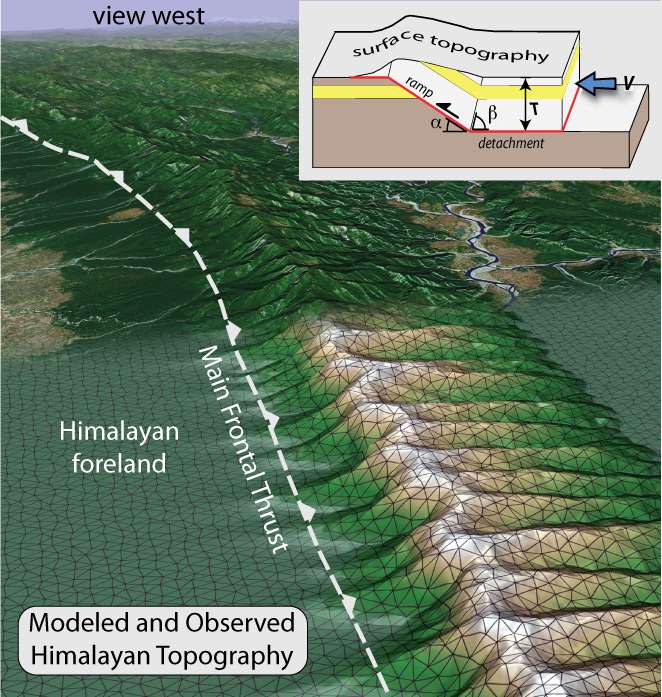 view west
surface topography
ramp
V
α
β
T
detachment
Main Frontal Thrust
Himalayan
foreland
Modeled and Observed
Himalayan Topography